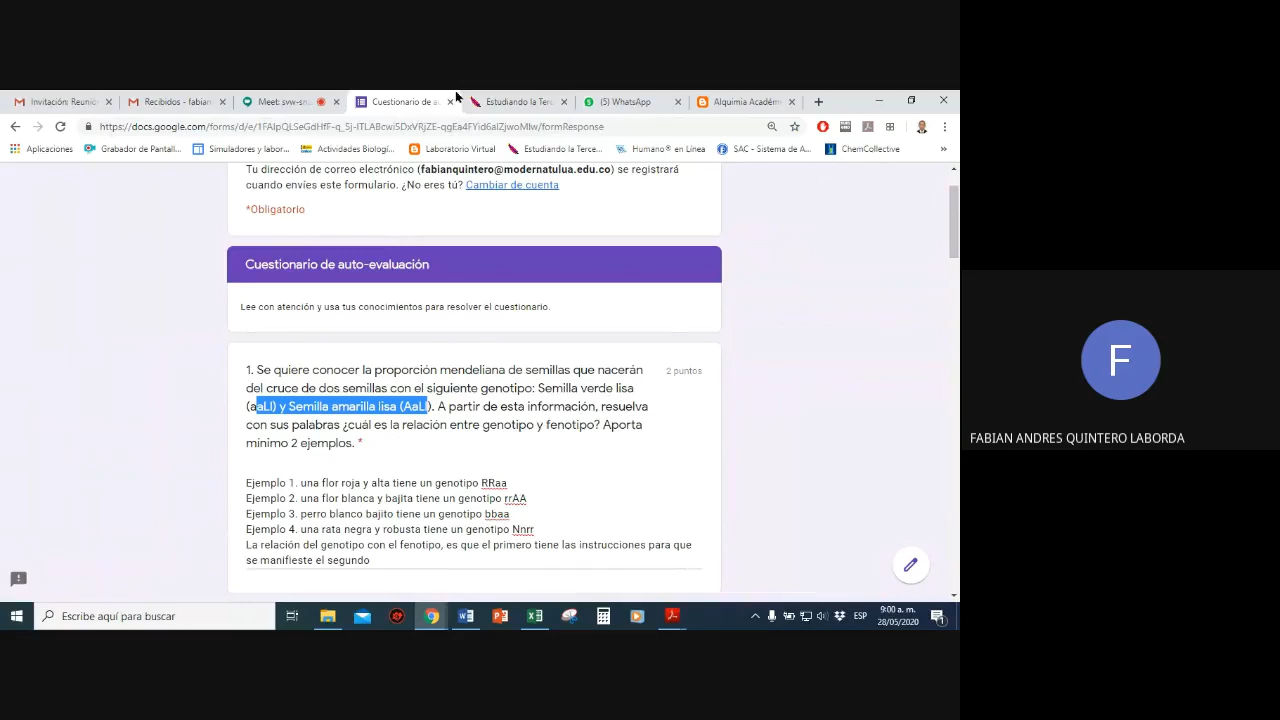 Invitación: Reunio
Recibidos - fabian
Meet: svw-sn
Cuestionario de au
Estudiando la Terc
(5) WhatsApp
Alquimia Académ
https://docs.google.com/forms/d/e/
/formResponse
Aplicaciones
Grabador de Pantall...
Simuladores y labor...
Actividades Biológi...
Laboratorio Virtual
Estudiando la Terce...
Humano® en Línea
SAC - Sistema de A...
ChemCollective
»
Tu dirección de correo electrónico (fabianquintero@modernatulua.edu.co) se registrará
cuando envíes este formulario. ¿No eres tú? Cambiar de cuenta
*Obligatorio
Cuestionario de auto-evaluación
Lee con atención y usa tus conocimientos para resolver el cuestionario.
1. Se quiere conocer la proporción mendeliana de semillas que nacerán
2 puntos
del cruce de dos semillas con el siguiente genotipo: Semilla verde lisa
(aaLl) y Semilla amarilla lisa (AaLl). A partir de esta información, resuelva
con sus palabras ¿cuál es la relación entre genotipo y fenotipo? Aporta
mínimo 2 ejemplos. *
Ejemplo 1. una flor roja y alta tiene un genotipo RRaa
Ejemplo 2. una flor blanca y bajita tiene un genotipo rrAA
Ejemplo 3. perro blanco bajito tiene un genotipo bbaa
Ejemplo 4. una rata negra y robusta tiene un genotipo Nnrr
La relación del genotipo con el fenotipo, es que el primero tiene las instrucciones para que
se manifieste el segundo
Escribe aquí para buscar
ESP
9:00 a. m.
28/05/2020
1
F
FABIAN ANDRES QUINTERO LABORDA